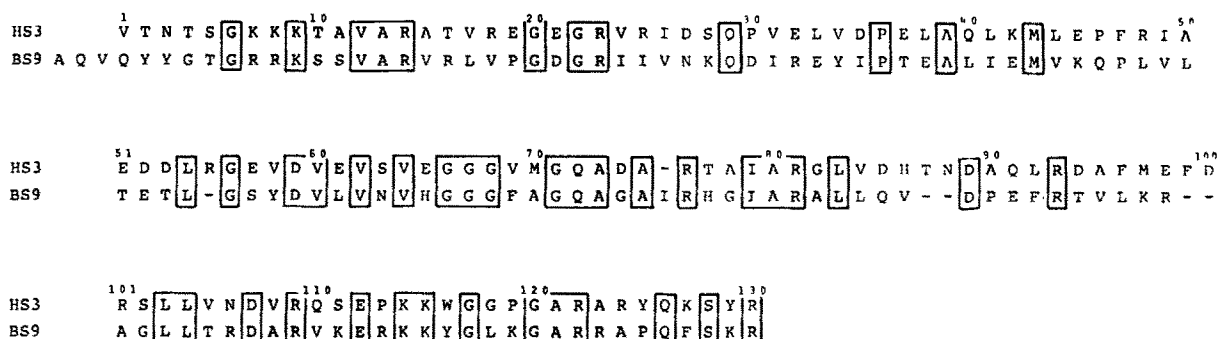 1 10 20 30 40 50
HS3 V T N T S G K K K T A V A R A T V R E G E G R V R I D S Q P V E L V D P E L A Q L K M L E P F R I A
BS9 A Q V Q Y Y G T G R R K S S V A R V R L V P G D G R I I V N K Q D I R E Y I P T E A L I E M V K Q P L V L
51 60 70 80 90 100
HS3 E D D L R G E V D V E V S V E G G G V M G Q A D A - R T A I A R G L V D H T N D A Q L R D A F M E F D
BS9 T E T L - G S Y D V L V N V H G G G F A G Q A G A I R H G I A R A L L Q V - - D P E F R T V L K R - -
101 110 120 130
HS3 R S L L V N D V R Q S E P K K W G G P G A R A R Y Q K S Y R
BS9 A G L L T R D A R V K E R K K Y G L K G A R R A P Q F S K R